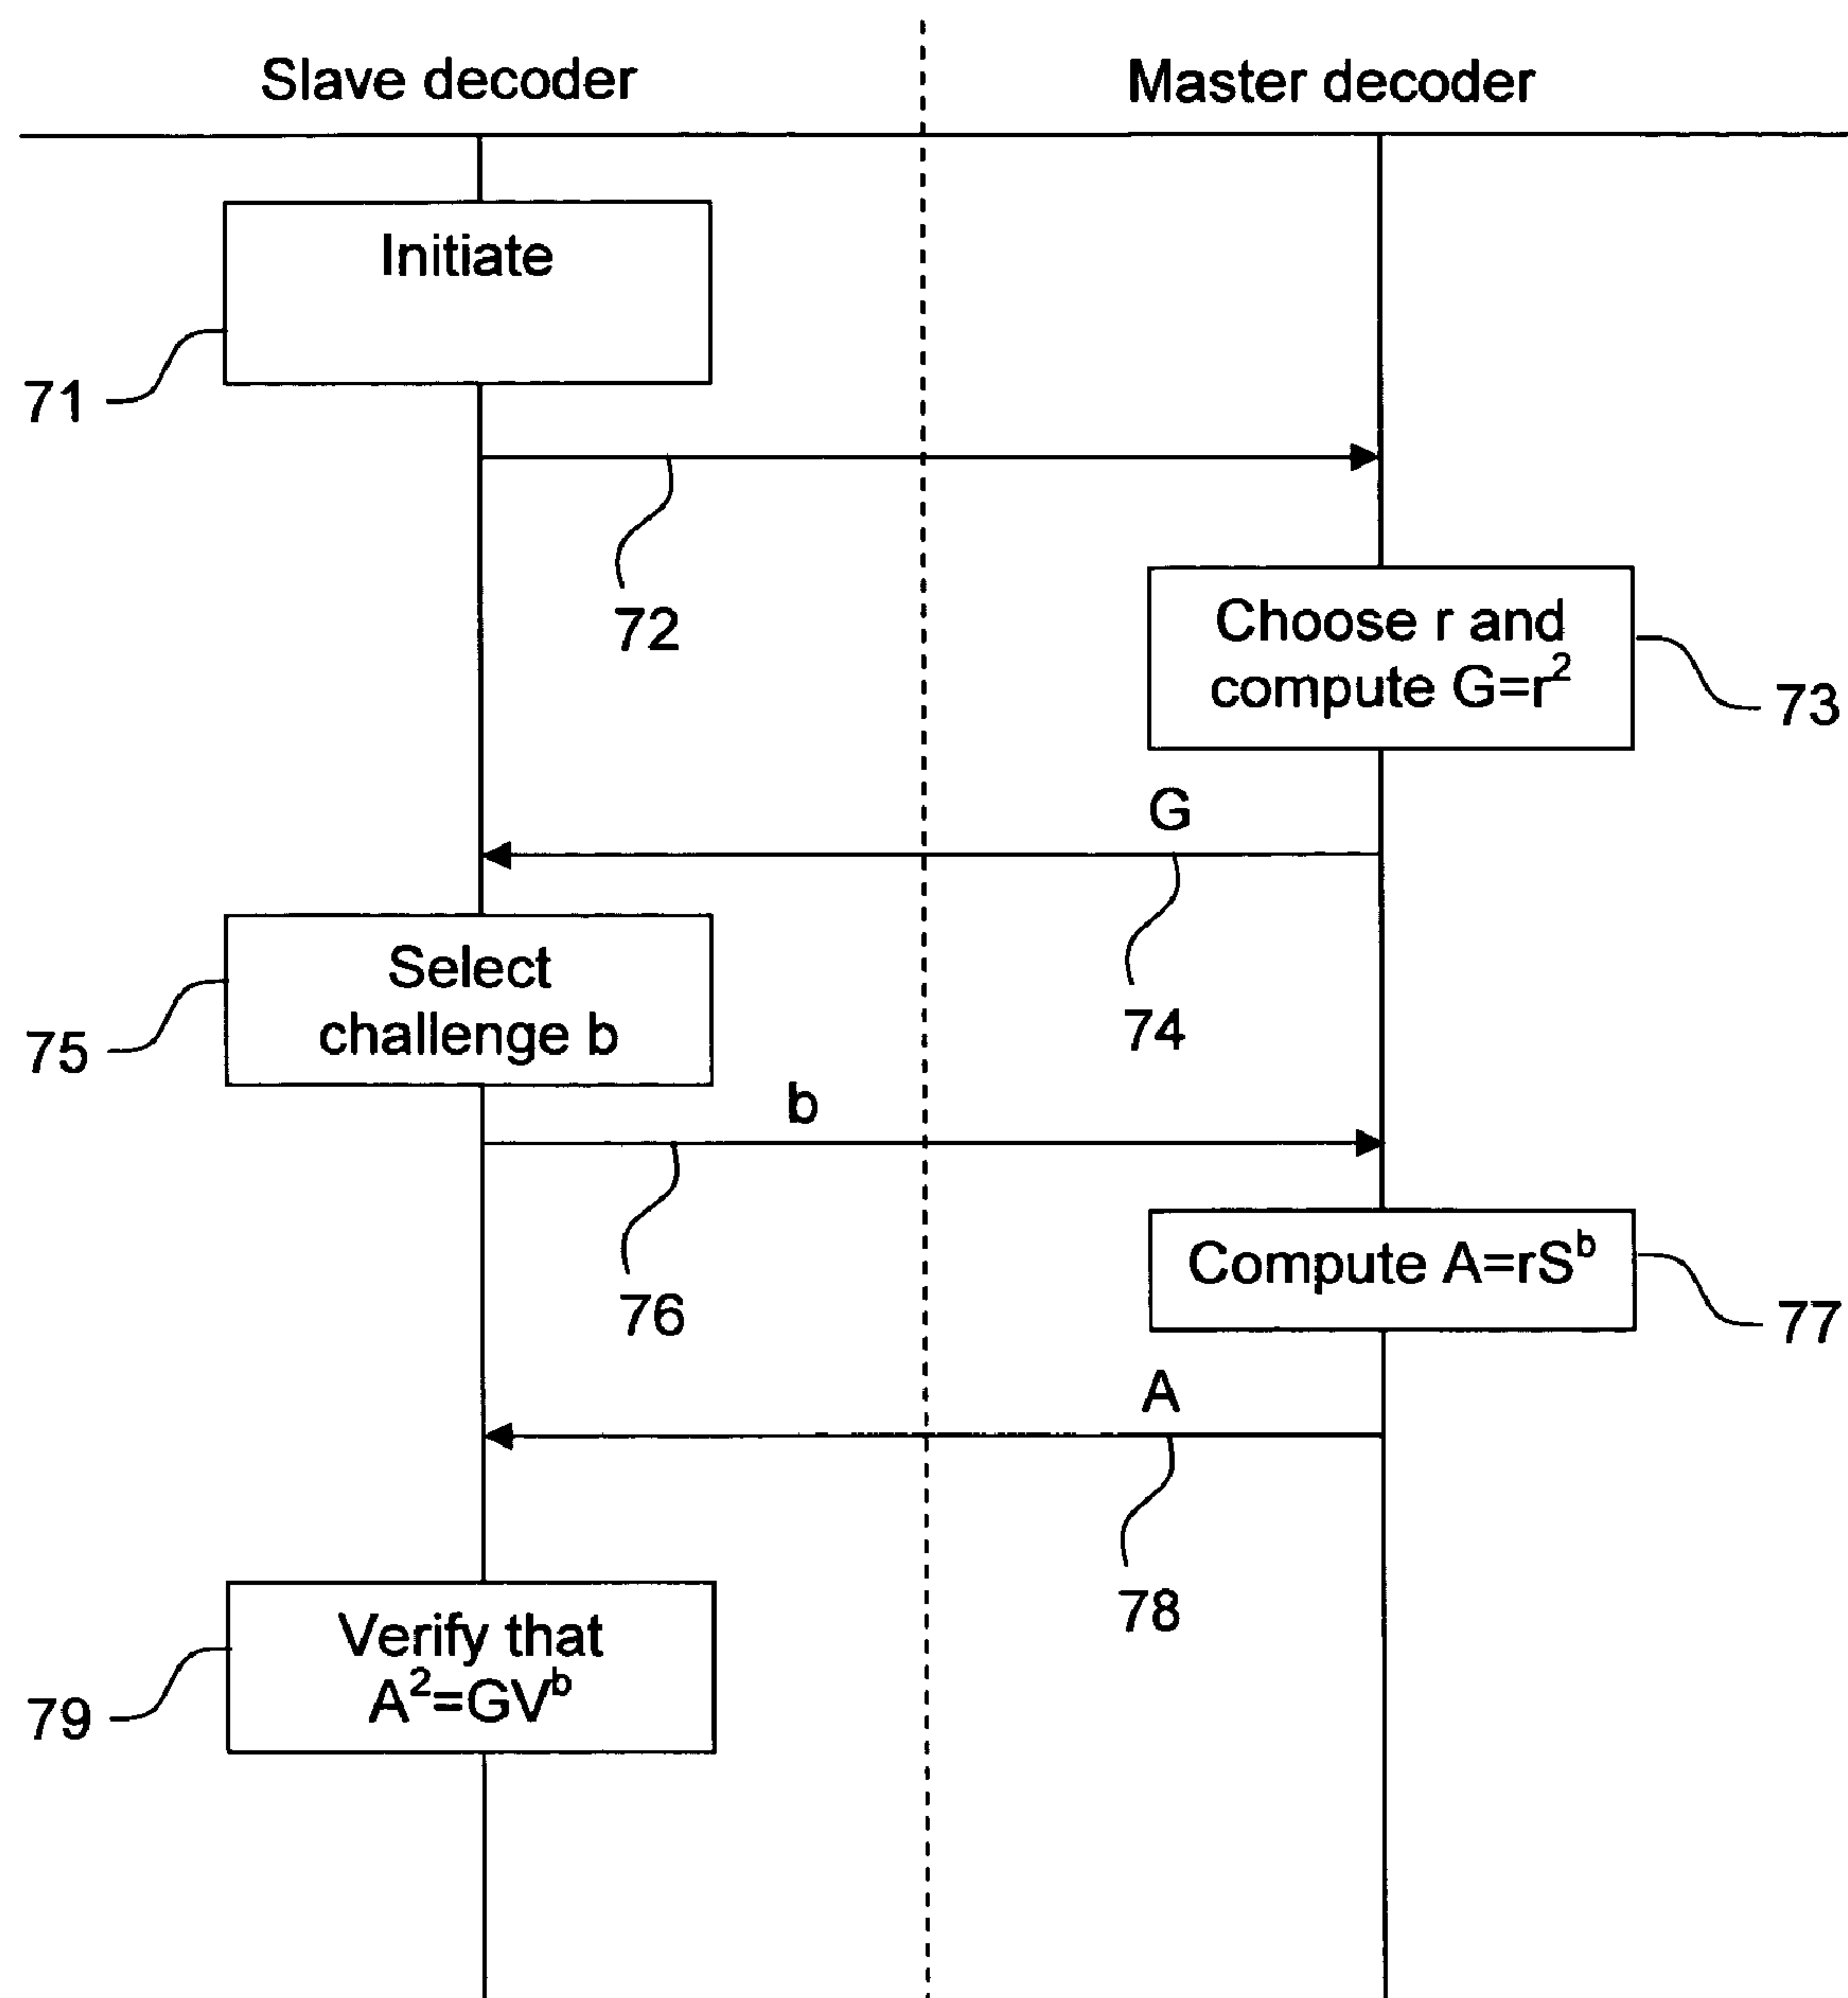 Slave decoder
Master decoder
Initiate
71
72
Choose r and
compute G=r²
73
G
74
Select
challenge b
75
b
76
Compute A=rSᵇ
77
A
78
Verify that
A²=GVᵇ
79